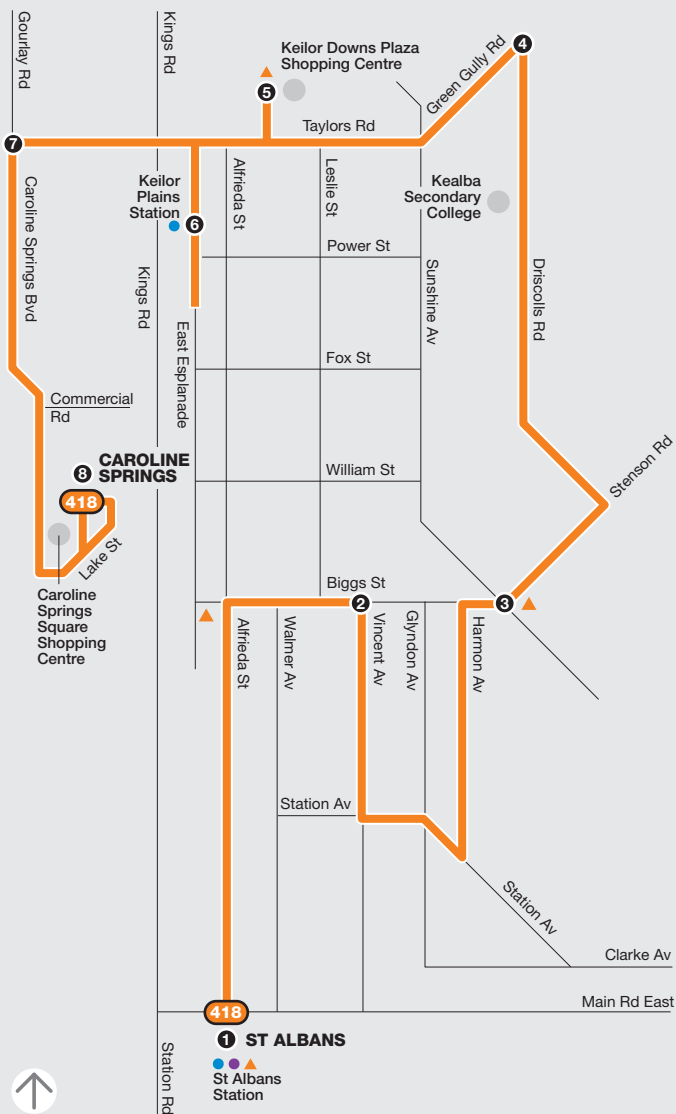 Gourlay Rd
Kings Rd
Keilor Downs Plaza
Shopping Centre
Green Gully Rd
4
5
Taylors Rd
7
Caroline Springs Blvd
Keilor
Plains
Station
6
Alfrieda St
Leslie St
Kealba
Secondary
College
Power St
Sunshine Av
Driscolls Rd
Kings Rd
East Esplanade
Fox St
Commercial
Rd
8
CAROLINE
SPRINGS
418
William St
Stenson Rd
Lake St
Caroline
Springs
Square
Shopping
Centre
Biggs St
2
3
Alfrieda St
Walmer Av
Vincent Av
Glyndon Av
Harmon Av
Station Av
Station Av
Clarke Av
Main Rd East
418
1
ST ALBANS
St Albans
Station
Station Rd